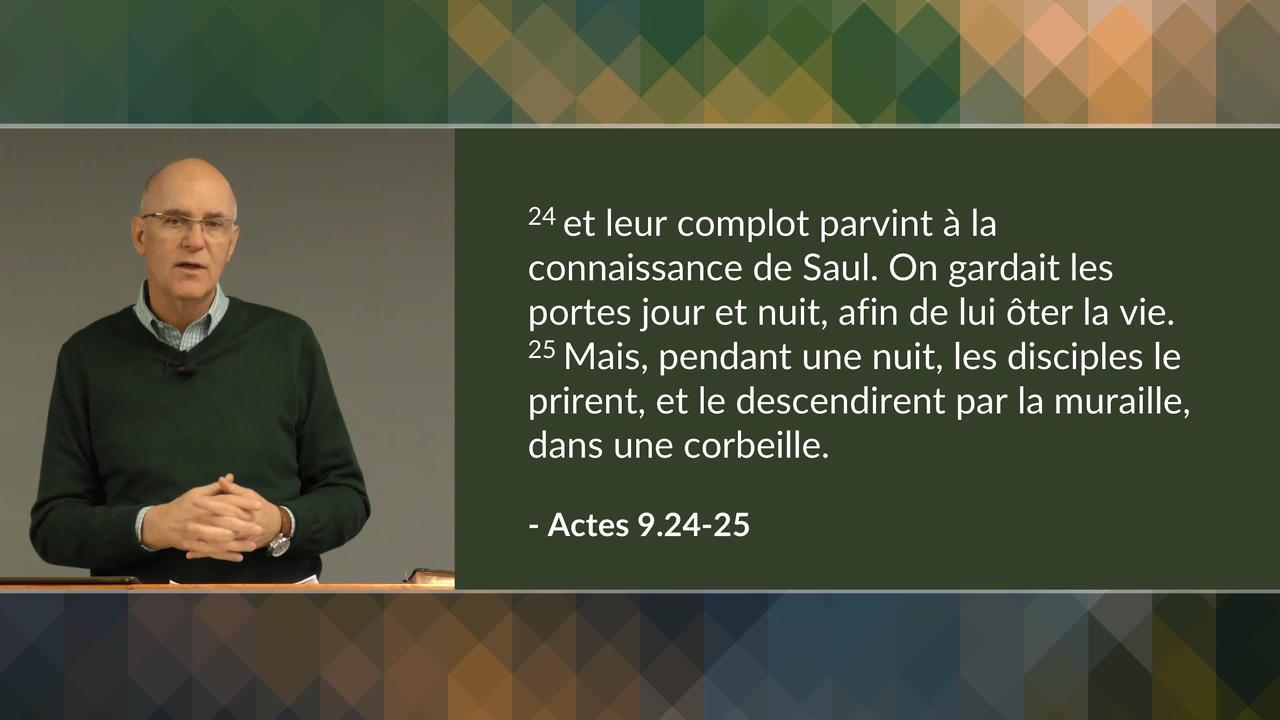 24 et leur complot parvint à la
connaissance de Saul. On gardait les
portes jour et nuit, afin de lui ôter la vie.
25 Mais, pendant une nuit, les disciples le
prirent, et le descendirent par la muraille,
dans une corbeille.
- Actes 9.24-25